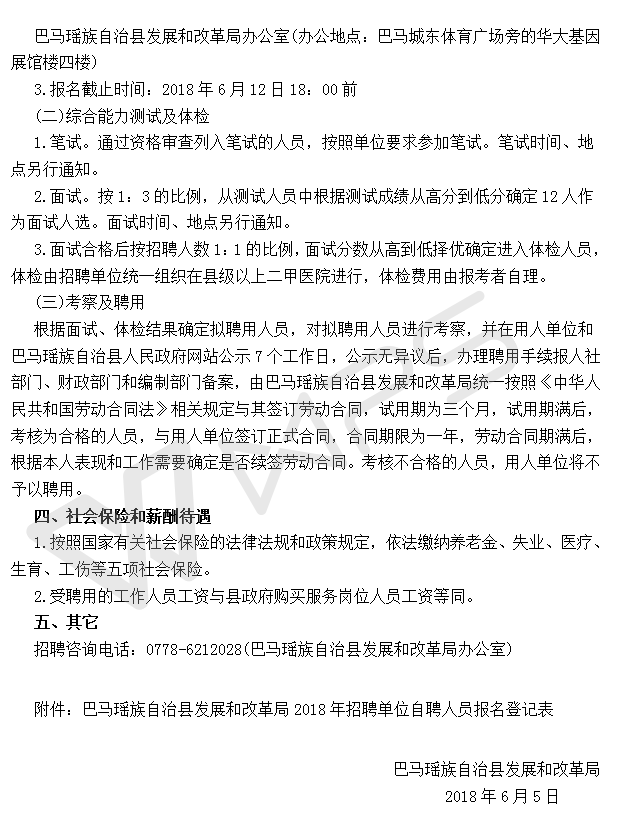 巴马瑶族自治县发展和改革局办公室(办公地点：巴马城东体育广场旁的华大基因
展馆楼四楼)
3.报名截止时间：2018年6月12日18：00前
(二)综合能力测试及体检
1.笔试。通过资格审查列入笔试的人员，按照单位要求参加笔试。笔试时间、地
点另行通知。
2.面试。按1：3的比例，从测试人员中根据测试成绩从高分到低分确定12人作
为面试人选。面试时间、地点另行通知。
3.面试合格后按招聘人数1:1的比例，面试分数从高到低择优确定进入体检人员，
体检由招聘单位统一组织在县级以上二甲医院进行，体检费用由报考者自理。
(三)考察及聘用
根据面试、体检结果确定拟聘用人员，对拟聘用人员进行考察，并在用人单位和
巴马瑶族自治县人民政府网站公示7个工作日，公示无异议后，办理聘用手续报人社
部门、财政部门和编制部门备案，由巴马瑶族自治县发展和改革局统一按照《中华人
民共和国劳动合同法》相关规定与其签订劳动合同，试用期为三个月，试用期满后，
考核为合格的人员，与用人单位签订正式合同，合同期限为一年，劳动合同期满后，
根据本人表现和工作需要确定是否续签劳动合同。考核不合格的人员，用人单位将不
予以聘用。
四、社会保险和薪酬待遇
1.按照国家有关社会保险的法律法规和政策规定，依法缴纳养老金、失业、医疗、
生育、工伤等五项社会保险。
2.受聘用的工作人员工资与县政府购买服务岗位人员工资等同。
五、其它
招聘咨询电话：0778-6212028(巴马瑶族自治县发展和改革局办公室)
附件：巴马瑶族自治县发展和改革局2018年招聘单位自聘人员报名登记表
巴马瑶族自治县发展和改革局
2018年6月5日
WPS